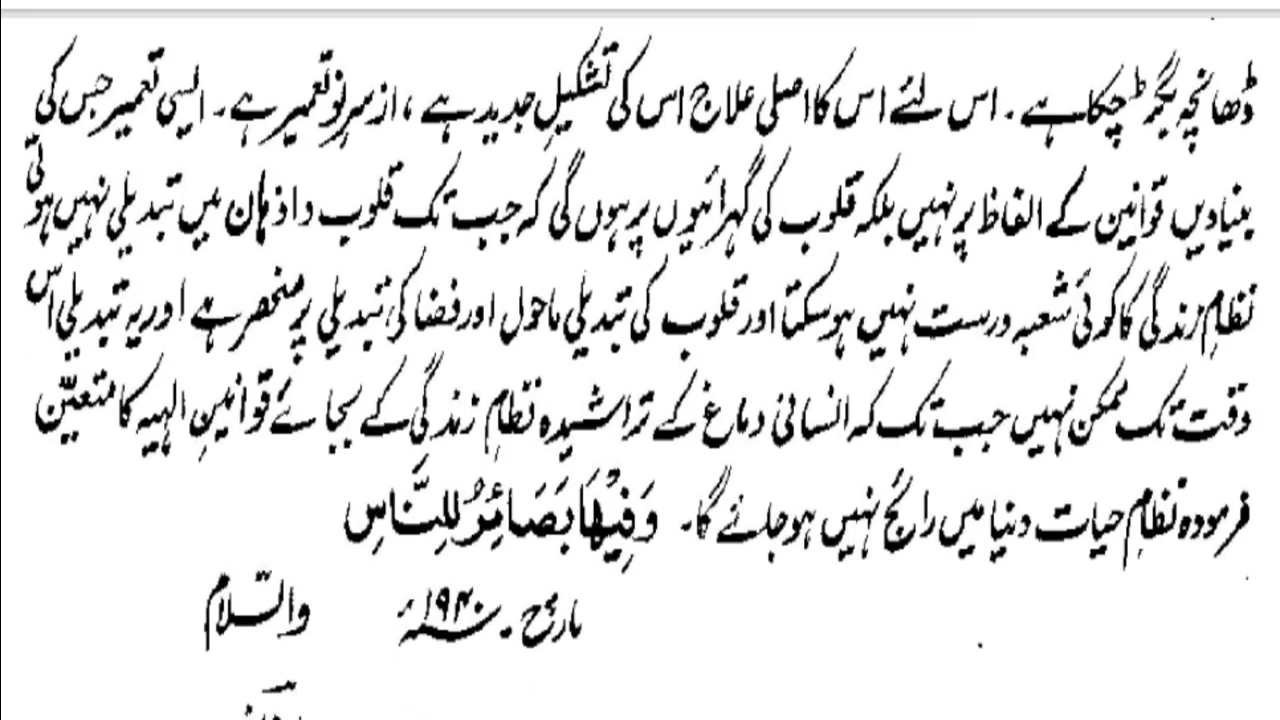 ڈھانچہ بگڑ چکا ہے ۔ اس لئے اس کا اصلی علاج اس کی تشکیلِ جدید ہے ، از سرِ نو تعمیر ہے ۔ ایسی تعمیر جس کی
بنیادیں قوانین کے الفاظ پر نہیں بلکہ قلوب کی گہرائیوں پر ہوں گی کہ جب تک قلوب و اذہان میں تبدیلی نہیں ہوتی
نظامِ زندگی کا کوئی شعبہ درست نہیں ہو سکتا اور قلوب کی تبدیلی ماحول اور فضا کی تبدیلی پر منحصر ہے اور یہ تبدیلی اُس
وقت تک ممکن نہیں جب تک کہ انسانی دماغ کے تراشیدہ نظامِ زندگی کے بجائے قوانینِ الٰہیہ کا متعیّن
فرمودہ نظامِ حیات دنیا میں رائج نہیں ہو جائے گا۔ وَفِیْهَا بَصَائِرُ لِلنَّاسِ
مارچ ۔ ۱۹۴۰ء والسّلام